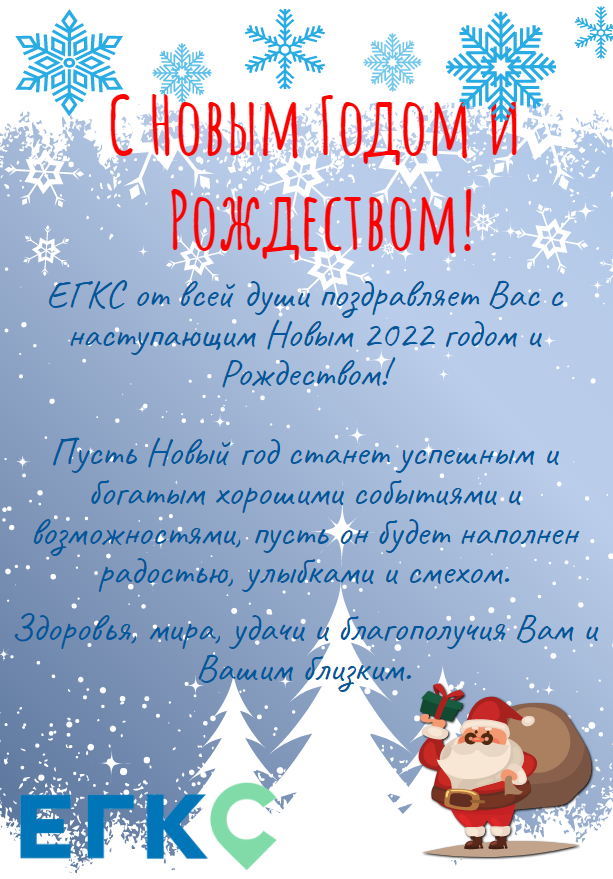 С Новым Годом и
Рождеством!
ЕГКС от всей души поздравляет Вас с
наступающим Новым 2022 годом и
Рождеством!
Пусть Новый год станет успешным и
богатым хорошими событиями и
возможностями, пусть он будет наполнен
радостью, улыбками и смехом.
Здоровья, мира, удачи и благополучия Вам и
Вашим близким.
ЕГКС